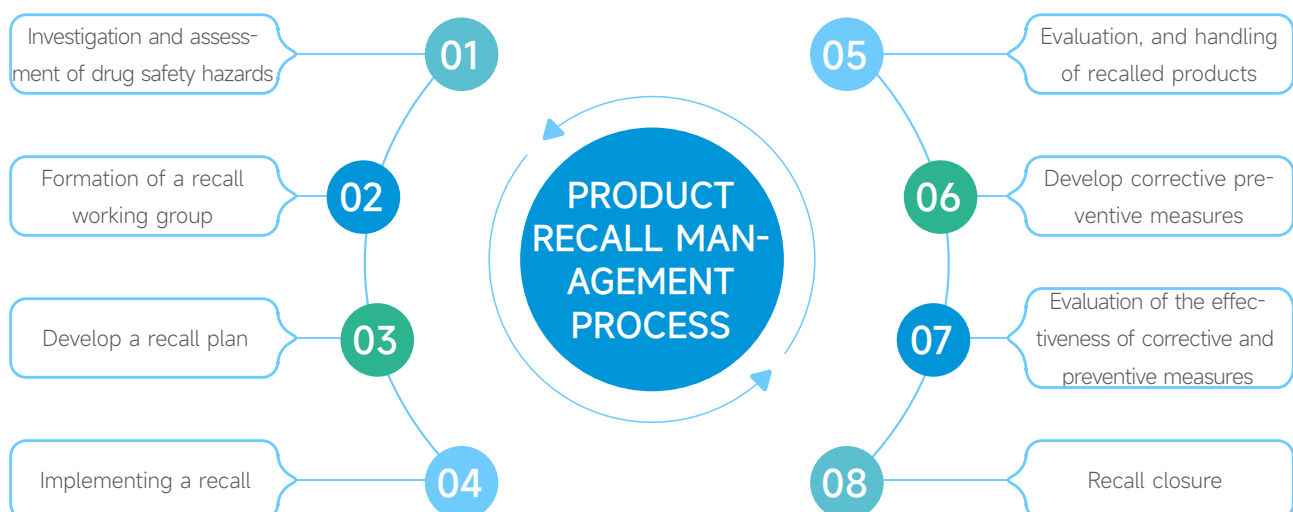 01
Investigation and assess-
ment of drug safety hazards
02
Formation of a recall
working group
03
Develop a recall plan
04
Implementing a recall
PRODUCT
RECALL MAN-
AGEMENT
PROCESS
05
Evaluation, and handling
of recalled products
06
Develop corrective pre-
ventive measures
07
Evaluation of the effec-
tiveness of corrective and
preventive measures
08
Recall closure